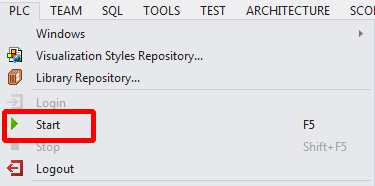 PLC TEAM SQL TOOLS TEST ARCHITECTURE
Windows
Visualization Styles Repository...
Library Repository...
Login
Start F5
Stop Shift+F5
Logout